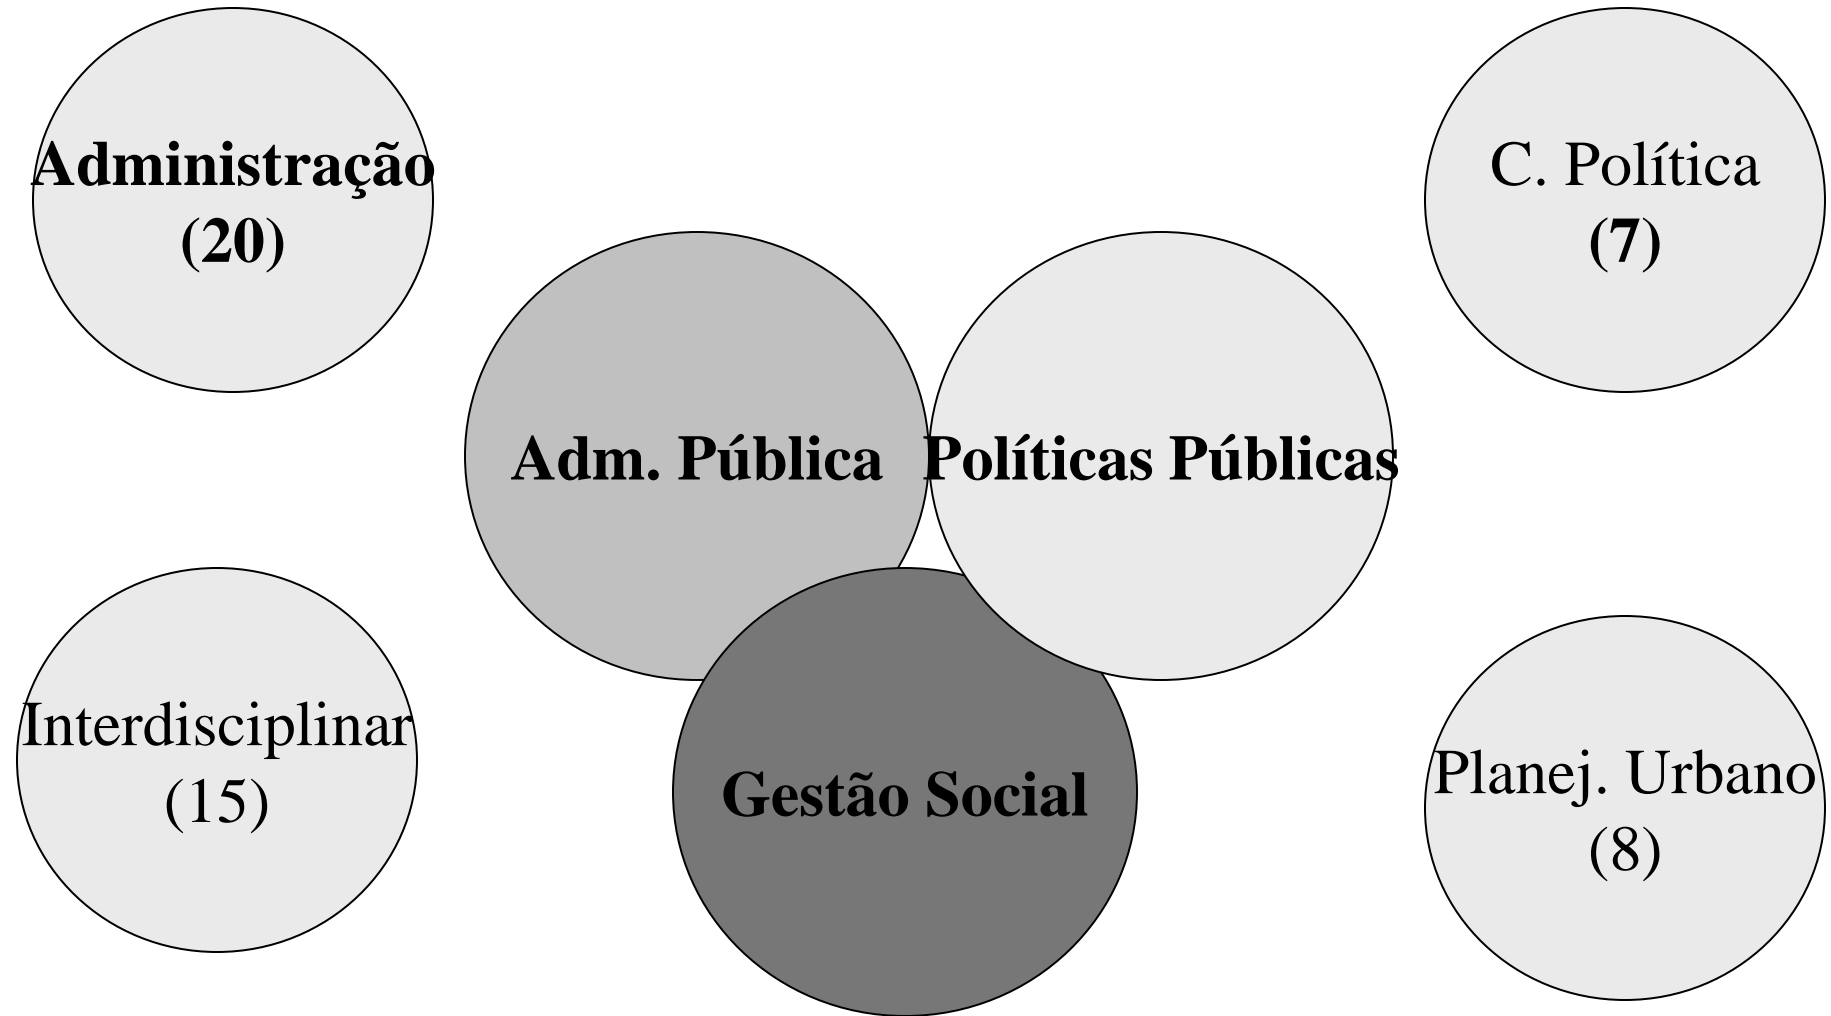 Administração
(20)
C. Política
(7)
Adm. Pública
Políticas Públicas
Interdisciplinar
(15)
Gestão Social
Planej. Urbano
(8)